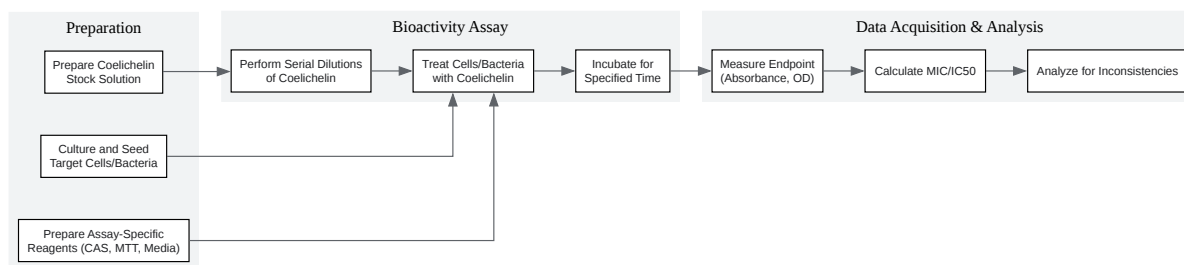 Preparation
Prepare Coelichelin
Stock Solution
Culture and Seed
Target Cells/Bacteria
Prepare Assay-Specific
Reagents (CAS, MTT, Media)
Bioactivity Assay
Perform Serial Dilutions
of Coelichelin
Treat Cells/Bacteria
with Coelichelin
Incubate for
Specified Time
Data Acquisition & Analysis
Measure Endpoint
(Absorbance, OD)
Calculate MIC/IC50
Analyze for Inconsistencies